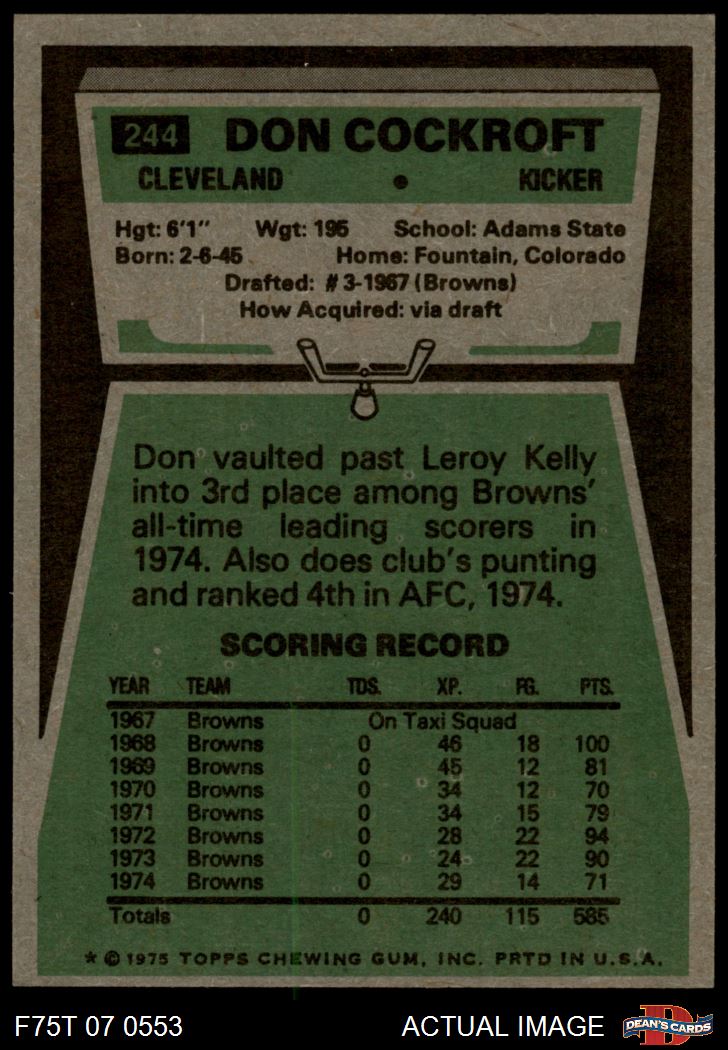 244 DON COCKROFT
CLEVELAND • KICKER
Hgt: 6'1" Wgt: 195 School: Adams State
Born: 2-6-45 Home: Fountain, Colorado
Drafted: #3-1967 (Browns)
How Acquired: via draft
Don vaulted past Leroy Kelly
into 3rd place among Browns'
all-time leading scorers in
1974. Also does club's punting
and ranked 4th in AFC, 1974.
SCORING RECORD
YEAR TEAM TDS. XP. FG. PTS.
1967 Browns On Taxi Squad
1968 Browns 0 46 18 100
1969 Browns 0 45 12 81
1970 Browns 0 34 12 70
1971 Browns 0 34 15 79
1972 Browns 0 28 22 94
1973 Browns 0 24 22 90
1974 Browns 0 29 14 71
Totals 0 240 115 585
* © 1975 TOPPS CHEWING GUM, INC. PRTD IN U.S.A.
F75T 07 0553 ACTUAL IMAGE D DEAN'S CARDS